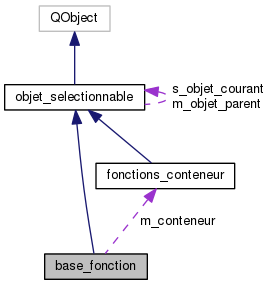 QObject
s_objet_courant
m_objet_parent
objet_selectionnable
fonctions_conteneur
m_conteneur
base_fonction